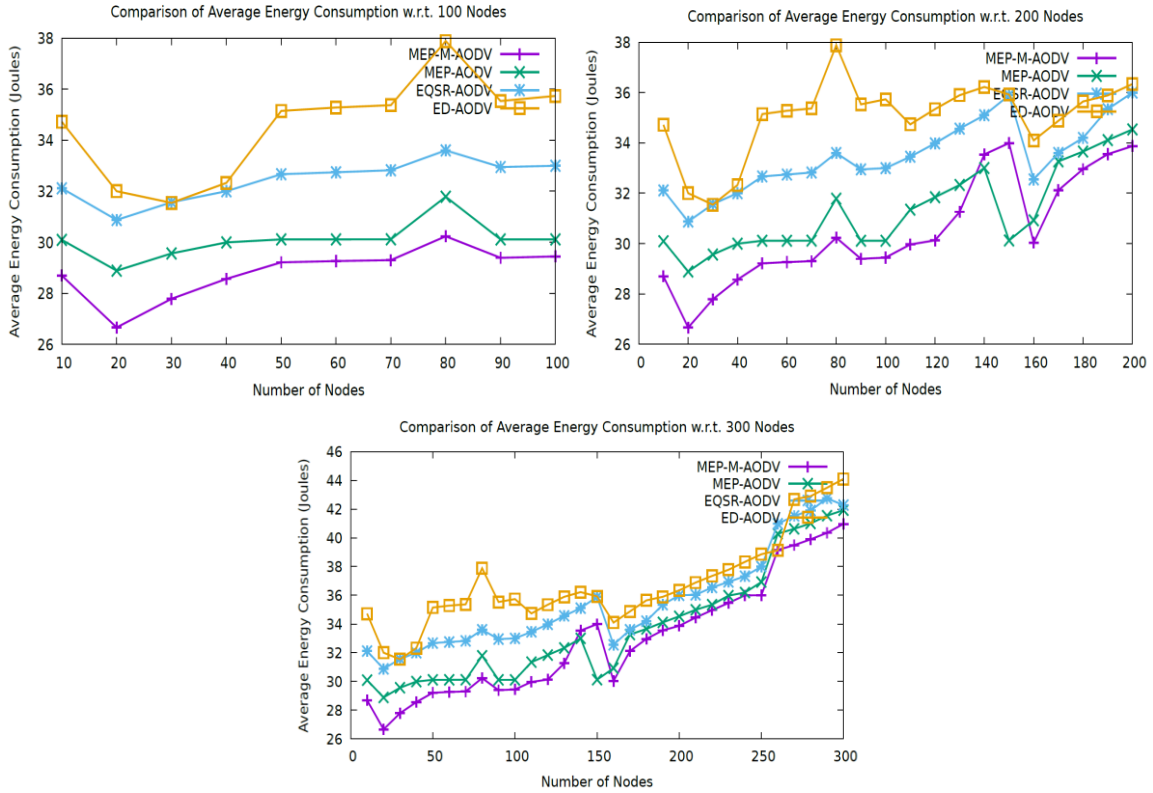 Comparison of Average Energy Consumption w.r.t. 100 Nodes
Average Energy Consumption (Joules)
38
36
34
32
30
28
26
10 20 30 40 50 60 70 80 90 100
Number of Nodes
MEP-M-AODV
MEP-AODV
EQSR-AODV
ED-AODV
Comparison of Average Energy Consumption w.r.t. 200 Nodes
Average Energy Consumption (Joules)
38
36
34
32
30
28
26
0 20 40 60 80 100 120 140 160 180 200
Number of Nodes
MEP-M-AODV
MEP-AODV
EQSR-AODV
ED-AODV
Comparison of Average Energy Consumption w.r.t. 300 Nodes
Average Energy Consumption (Joules)
46
44
42
40
38
36
34
32
30
28
26
0 50 100 150 200 250 300
Number of Nodes
MEP-M-AODV
MEP-AODV
EQSR-AODV
ED-AODV